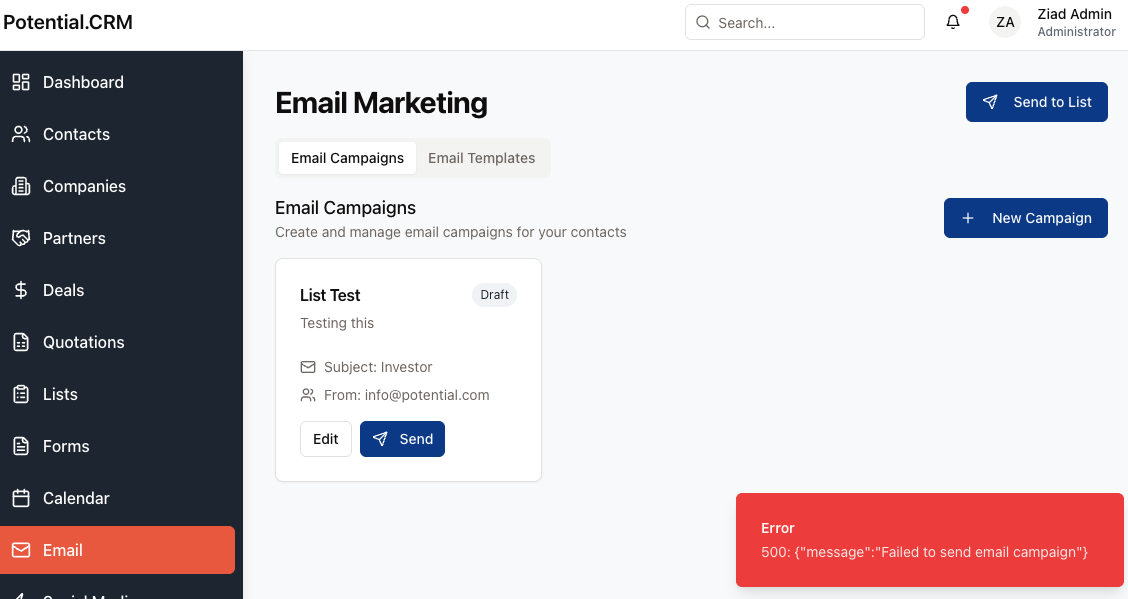 Potential.CRM
Search...
ZA
Ziad Admin
Administrator
Dashboard
Contacts
Companies
Partners
Deals
Quotations
Lists
Forms
Calendar
Email
Email Marketing
Send to List
Email Campaigns
Email Templates
Email Campaigns
Create and manage email campaigns for your contacts
New Campaign
List Test
Draft
Testing this
Subject: Investor
From: info@potential.com
Edit
Send
Error
500: {"message":"Failed to send email campaign"}